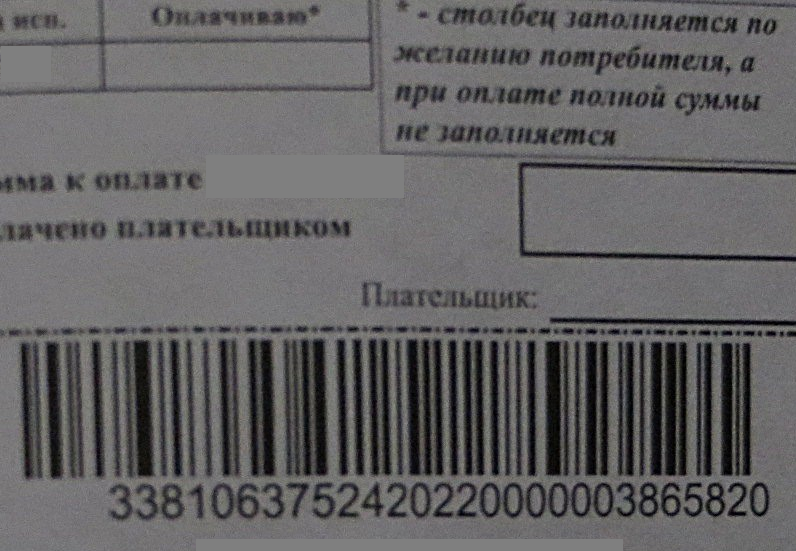 исп.
Оплачиваю*
* - столбец заполняется по
желанию потребителя, а
при оплате полной суммы
не заполняется
мма к оплате
лачено плательщиком
Плательщик:
3381063752420220000003865820